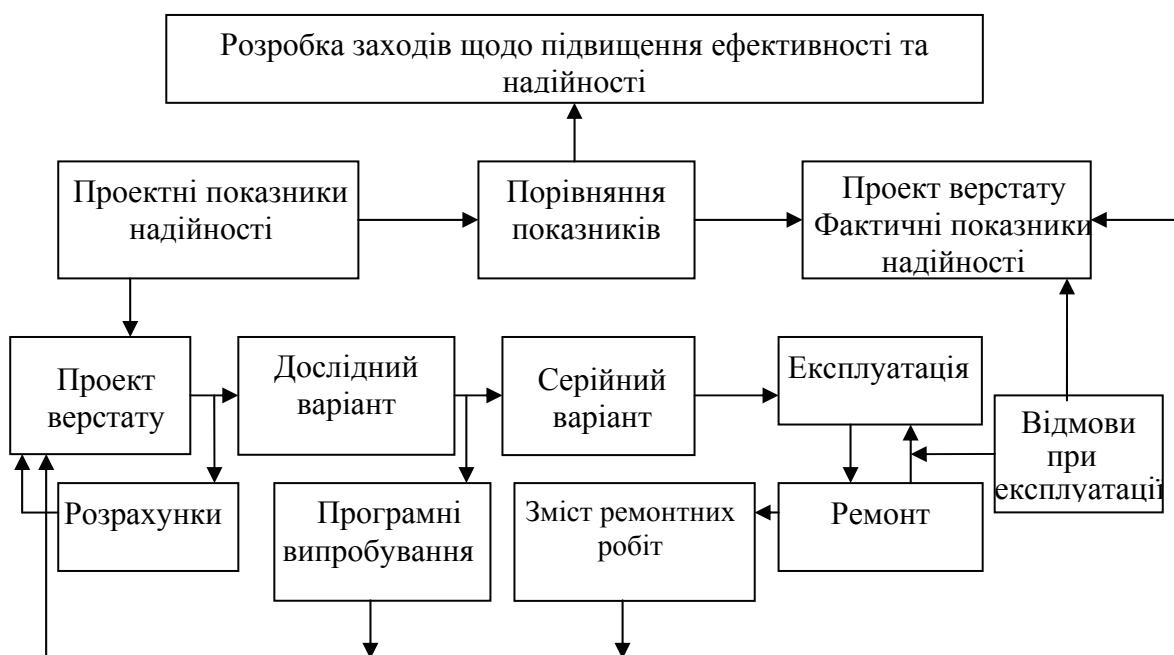 Розробка заходів щодо підвищення ефективності та
надійності
Проектні показники
надійності
Порівняння
показників
Проект верстату
Фактичні показники
надійності
Проект
верстату
Дослідний
варіант
Серійний
варіант
Експлуатація
Відмови
при
експлуатації
Розрахунки
Програмні
випробування
Зміст ремонтних
робіт
Ремонт